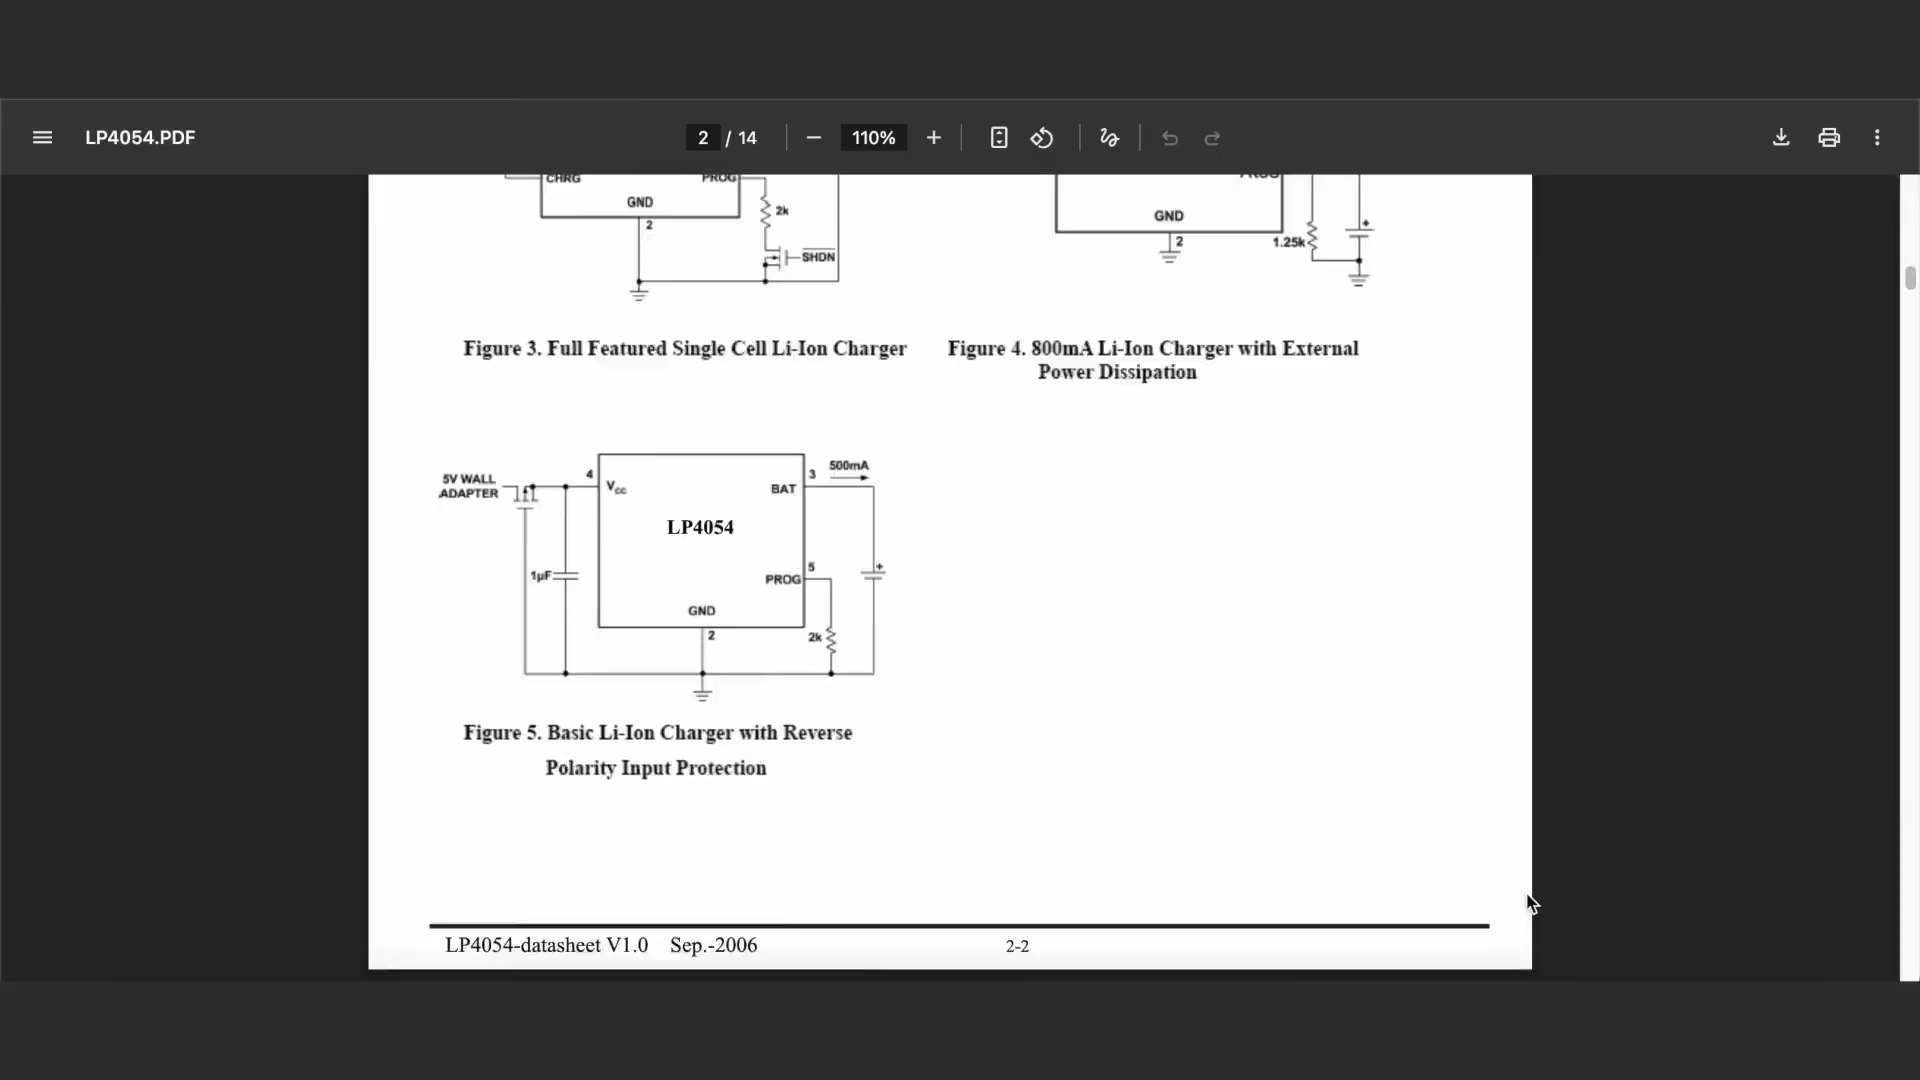 LP4054.PDF
2 / 14
110%
CHRG
PROG
GND
2
2k
SHDN
GND
2
1.25k
+
Figure 3. Full Featured Single Cell Li-Ion Charger
Figure 4. 800mA Li-Ion Charger with External
Power Dissipation
5V WALL
ADAPTER
4
VCC
3
500mA
BAT
LP4054
1µF
5
PROG
+
GND
2
2k
Figure 5. Basic Li-Ion Charger with Reverse
Polarity Input Protection
LP4054-datasheet V1.0 Sep.-2006
2-2